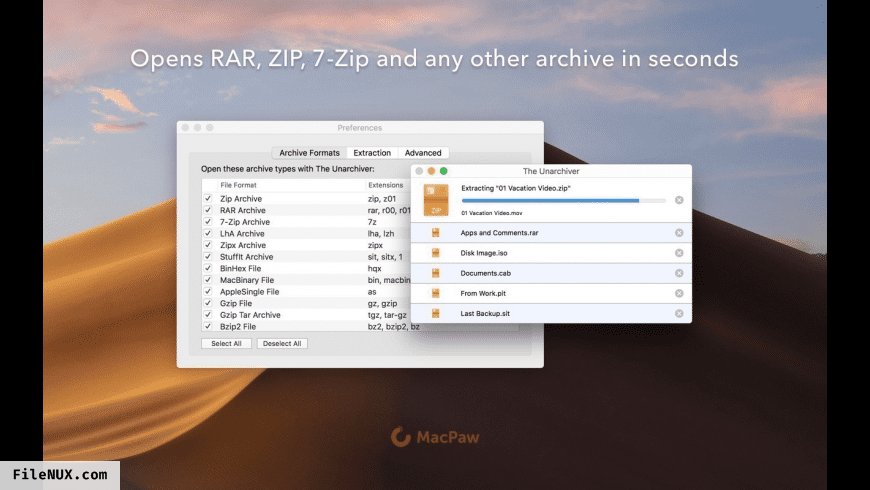 Opens RAR, ZIP, 7-Zip and any other archive in seconds
Preferences
Archive Formats Extraction Advanced
Open these archive types with The Unarchiver:
File Format Extensions
Zip Archive zip, z01
RAR Archive rar, r00, r01
7-Zip Archive 7z
LhA Archive lha, lzh
Zipx Archive zipx
StuffIt Archive sit, sitx, 1
BinHex File hqx
MacBinary File bin, macbin
AppleSingle File as
Gzip File gz, gzip
Gzip Tar Archive tgz, tar-gz
Bzip2 File bz2, bzip2, bz
Select All Deselect All
The Unarchiver
ZIP
Extracting "01 Vacation Video.zip"
01 Vacation Video.mov
Apps and Comments.rar
Disk Image.iso
Documents.cab
From Work.pit
Last Backup.sit
MacPaw
FileNUX.com